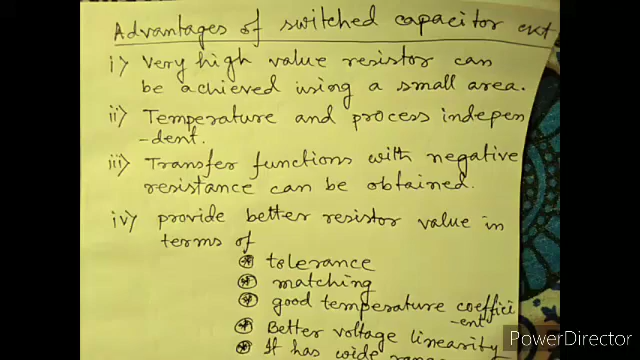 Advantages of switched capacitor ckt
i) Very high value resistor can
be achieved using a small area.
ii) Temperature and process indepen
-dent.
iii) Transfer functions with negative
resistance can be obtained.
iv) provide better resistor value in
terms of
* tolerance
* matching
* good temperature coeffici
-ent
* Better voltage linearity
* It has wide range
PowerDirector